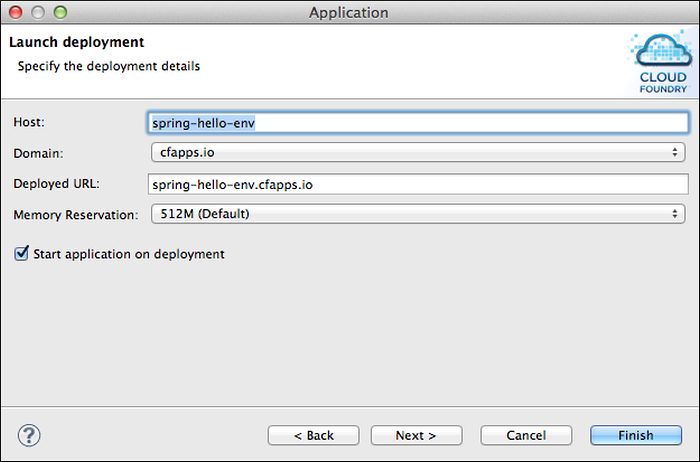 Application
Launch deployment
Specify the deployment details
CLOUD
FOUNDRY
Host: spring-hello-env
Domain: cfapps.io
Deployed URL: spring-hello-env.cfapps.io
Memory Reservation: 512M (Default)
Start application on deployment
? < Back Next > Cancel Finish